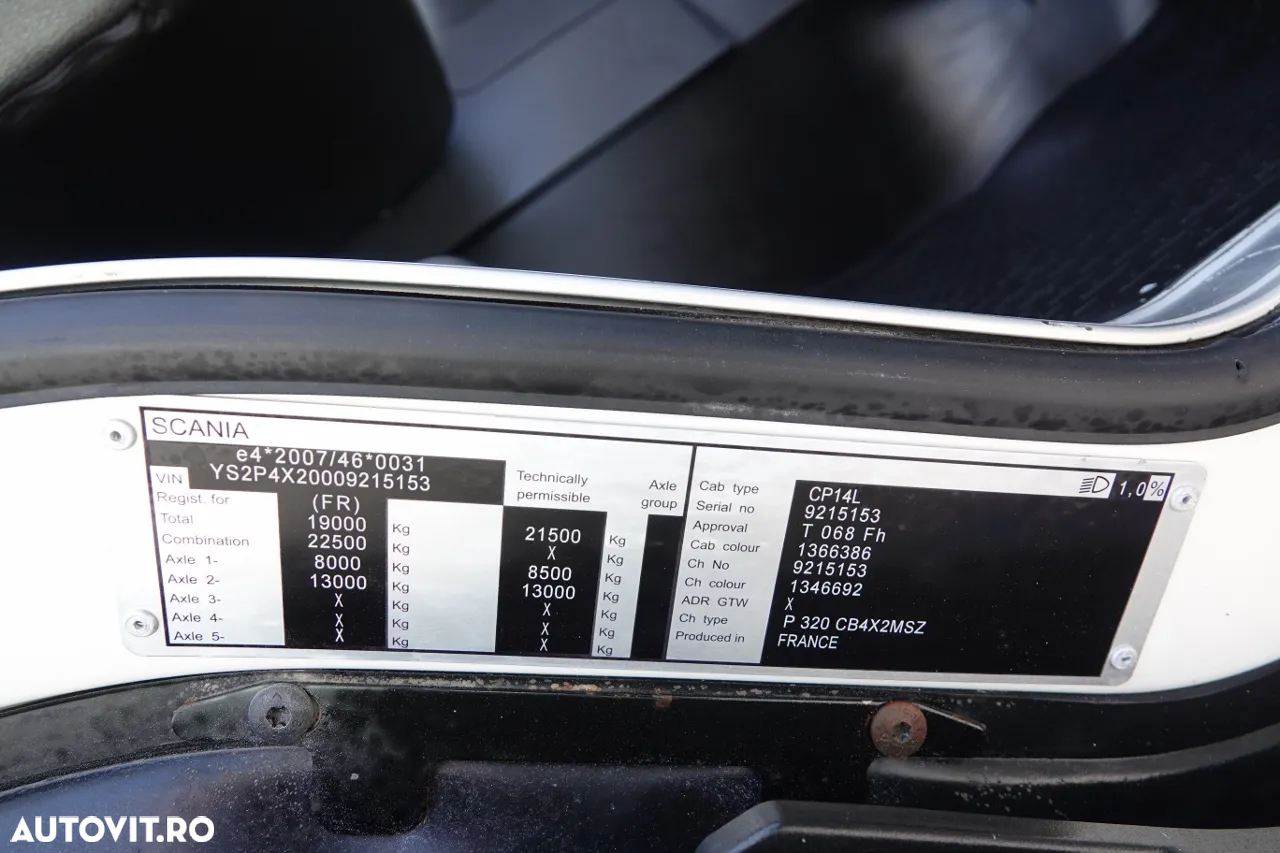 SCANIA
e4*2007/46*0031
VIN YS2P4X20009215153
Regist. for (FR)
Total 19000 Kg
Combination 22500 Kg
Axle 1- 8000 Kg
Axle 2- 13000 Kg
Axle 3- X Kg
Axle 4- X Kg
Axle 5- X Kg
Technically
permissible
Axle
group
21500 Kg
X Kg
8500 Kg
13000 Kg
X Kg
X Kg
X Kg
1,0%
Cab type CP14L
Serial no 9215153
Approval T 068 Fh
Cab colour 1366386
Ch No 9215153
Ch colour 1346692
ADR GTW X
Ch type P 320 CB4X2MSZ
Produced in FRANCE
AUTOVIT.RO